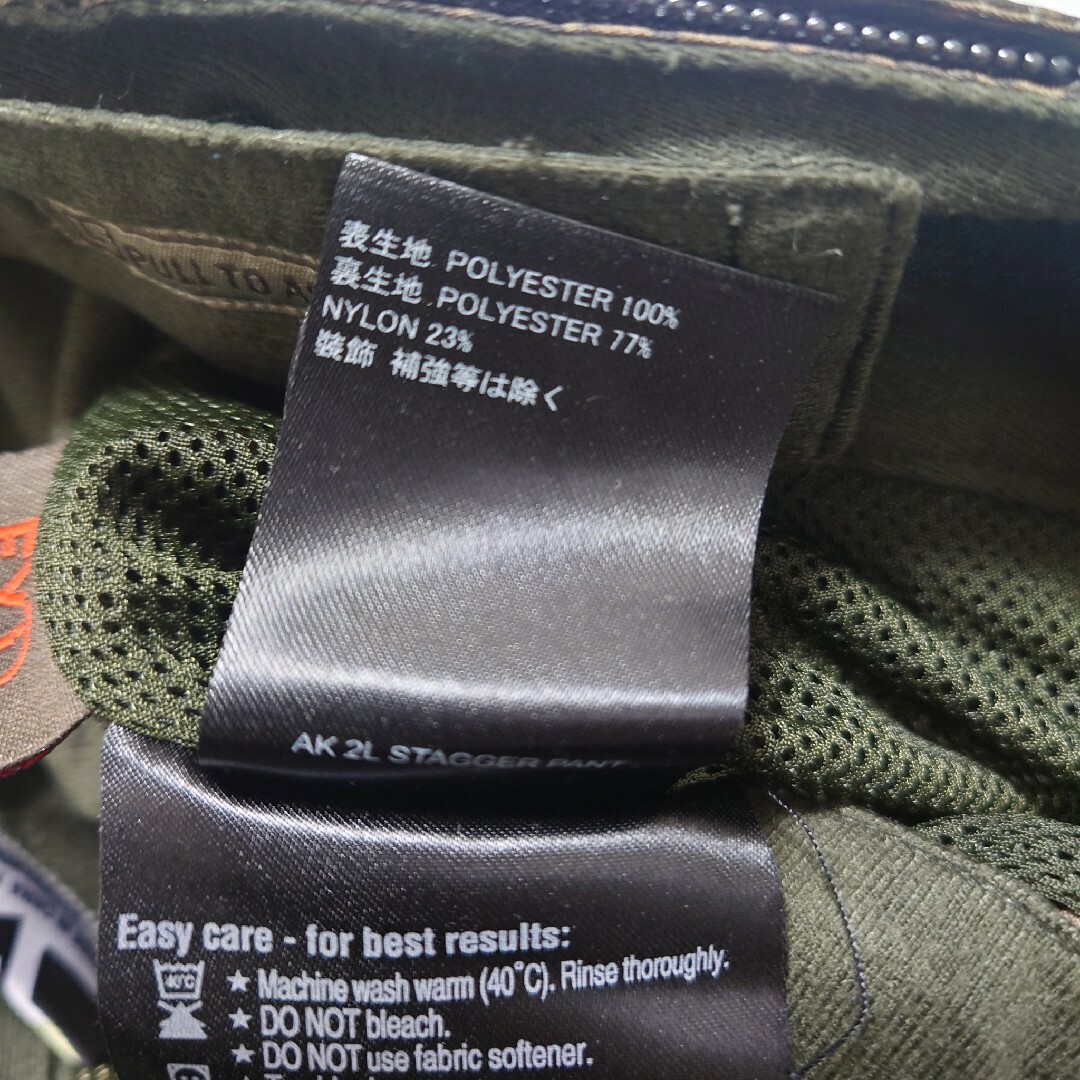 PULL TO
表生地 POLYESTER 100%
裏生地 POLYESTER 77%
NYLON 23%
装飾 補強等は除く
AK 2L STAGGER PANT
Easy care - for best results:
40°C
★ Machine wash warm (40°C). Rinse thoroughly.
★ DO NOT bleach.
★ DO NOT use fabric softener.